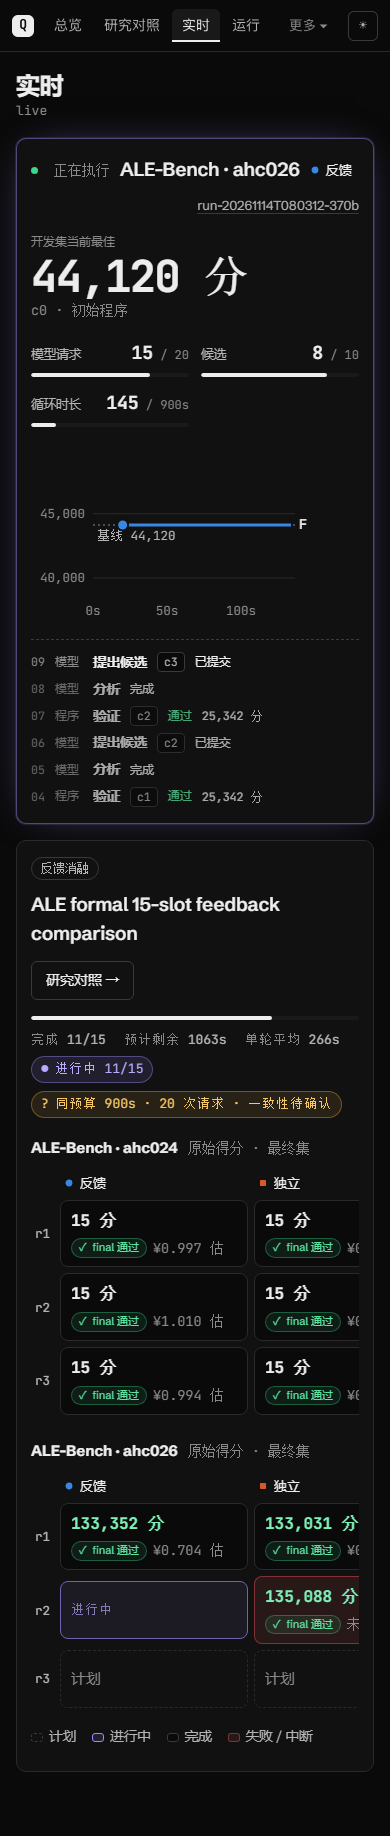 Q 总览 研究对照 实时 运行 更多
实时
live
正在执行 ALE-Bench · ahc026 反馈
run-20261114T080312-370b
开发集当前最佳
44,120 分
c0 · 初始程序
模型请求 15 / 20 候选 8 / 10
循环时长 145 / 900s
45,000
F
基线 44,120
40,000
0s 50s 100s
09 模型 提出候选 c3 已提交
08 模型 分析 完成
07 程序 验证 c2 通过 25,342 分
06 模型 提出候选 c2 已提交
05 模型 分析 完成
04 程序 验证 c1 通过 25,342 分
反馈消融
ALE formal 15-slot feedback
comparison
研究对照 →
完成 11/15 预计剩余 1063s 单轮平均 266s
进行中 11/15
? 同预算 900s · 20 次请求 · 一致性待确认
ALE-Bench · ahc024 原始得分 · 最终集
反馈 独立
r1 15 分 15 分
✓ final 通过 ¥0.997 估 ✓ final 通过
r2 15 分 15 分
✓ final 通过 ¥1.010 估 ✓ final 通过
r3 15 分 15 分
✓ final 通过 ¥0.994 估 ✓ final 通过
ALE-Bench · ahc026 原始得分 · 最终集
反馈 独立
r1 133,352 分 133,031 分
✓ final 通过 ¥0.704 估 ✓ final 通过
r2 进行中 135,088 分
✓ final 通过 未
r3 计划 计划
计划 进行中 完成 失败 / 中断